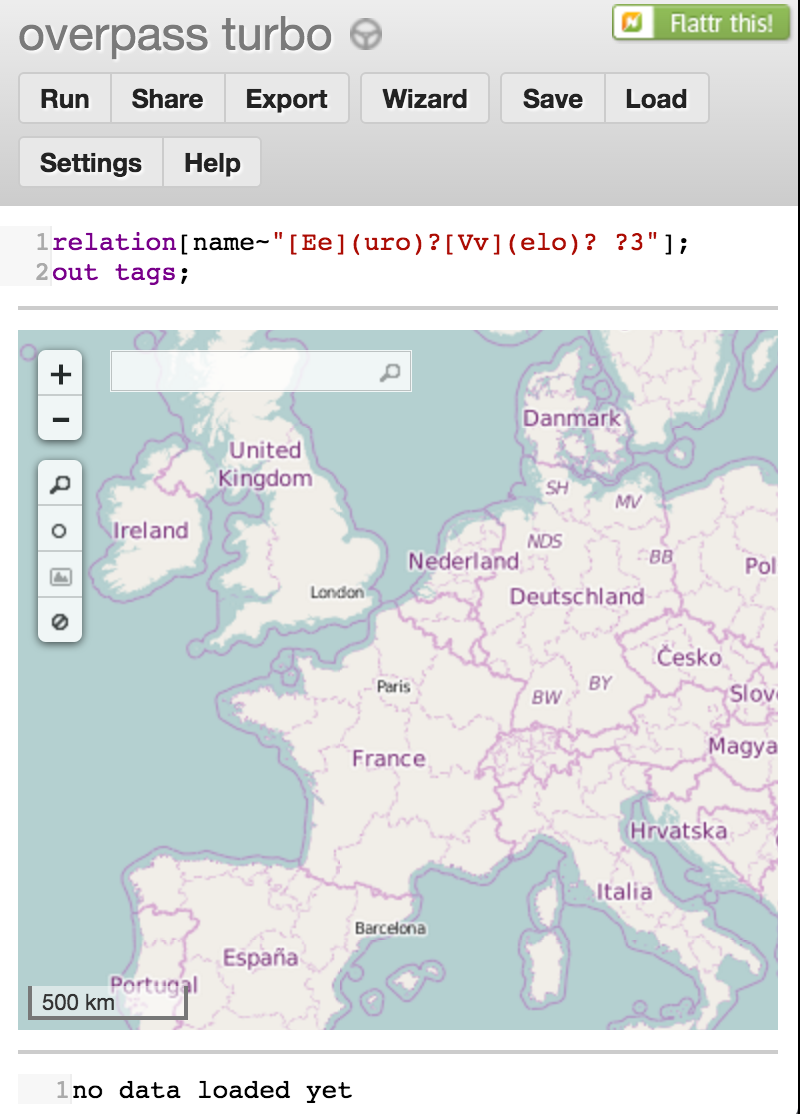 overpass turbo
Flattr this!
Run Share Export Wizard Save Load
Settings Help
1 relation[name~"[Ee](uro)?[Vv](elo)? ?3"];
2 out tags;
+
−
Danmark
United
Kingdom
SH
MV
Ireland
NDS
BB
Nederland
Pol
London
Deutschland
Česko
Paris
BY
BW
Slov
Magya
France
Hrvatska
Italia
Barcelona
España
Portugal
500 km
1 no data loaded yet